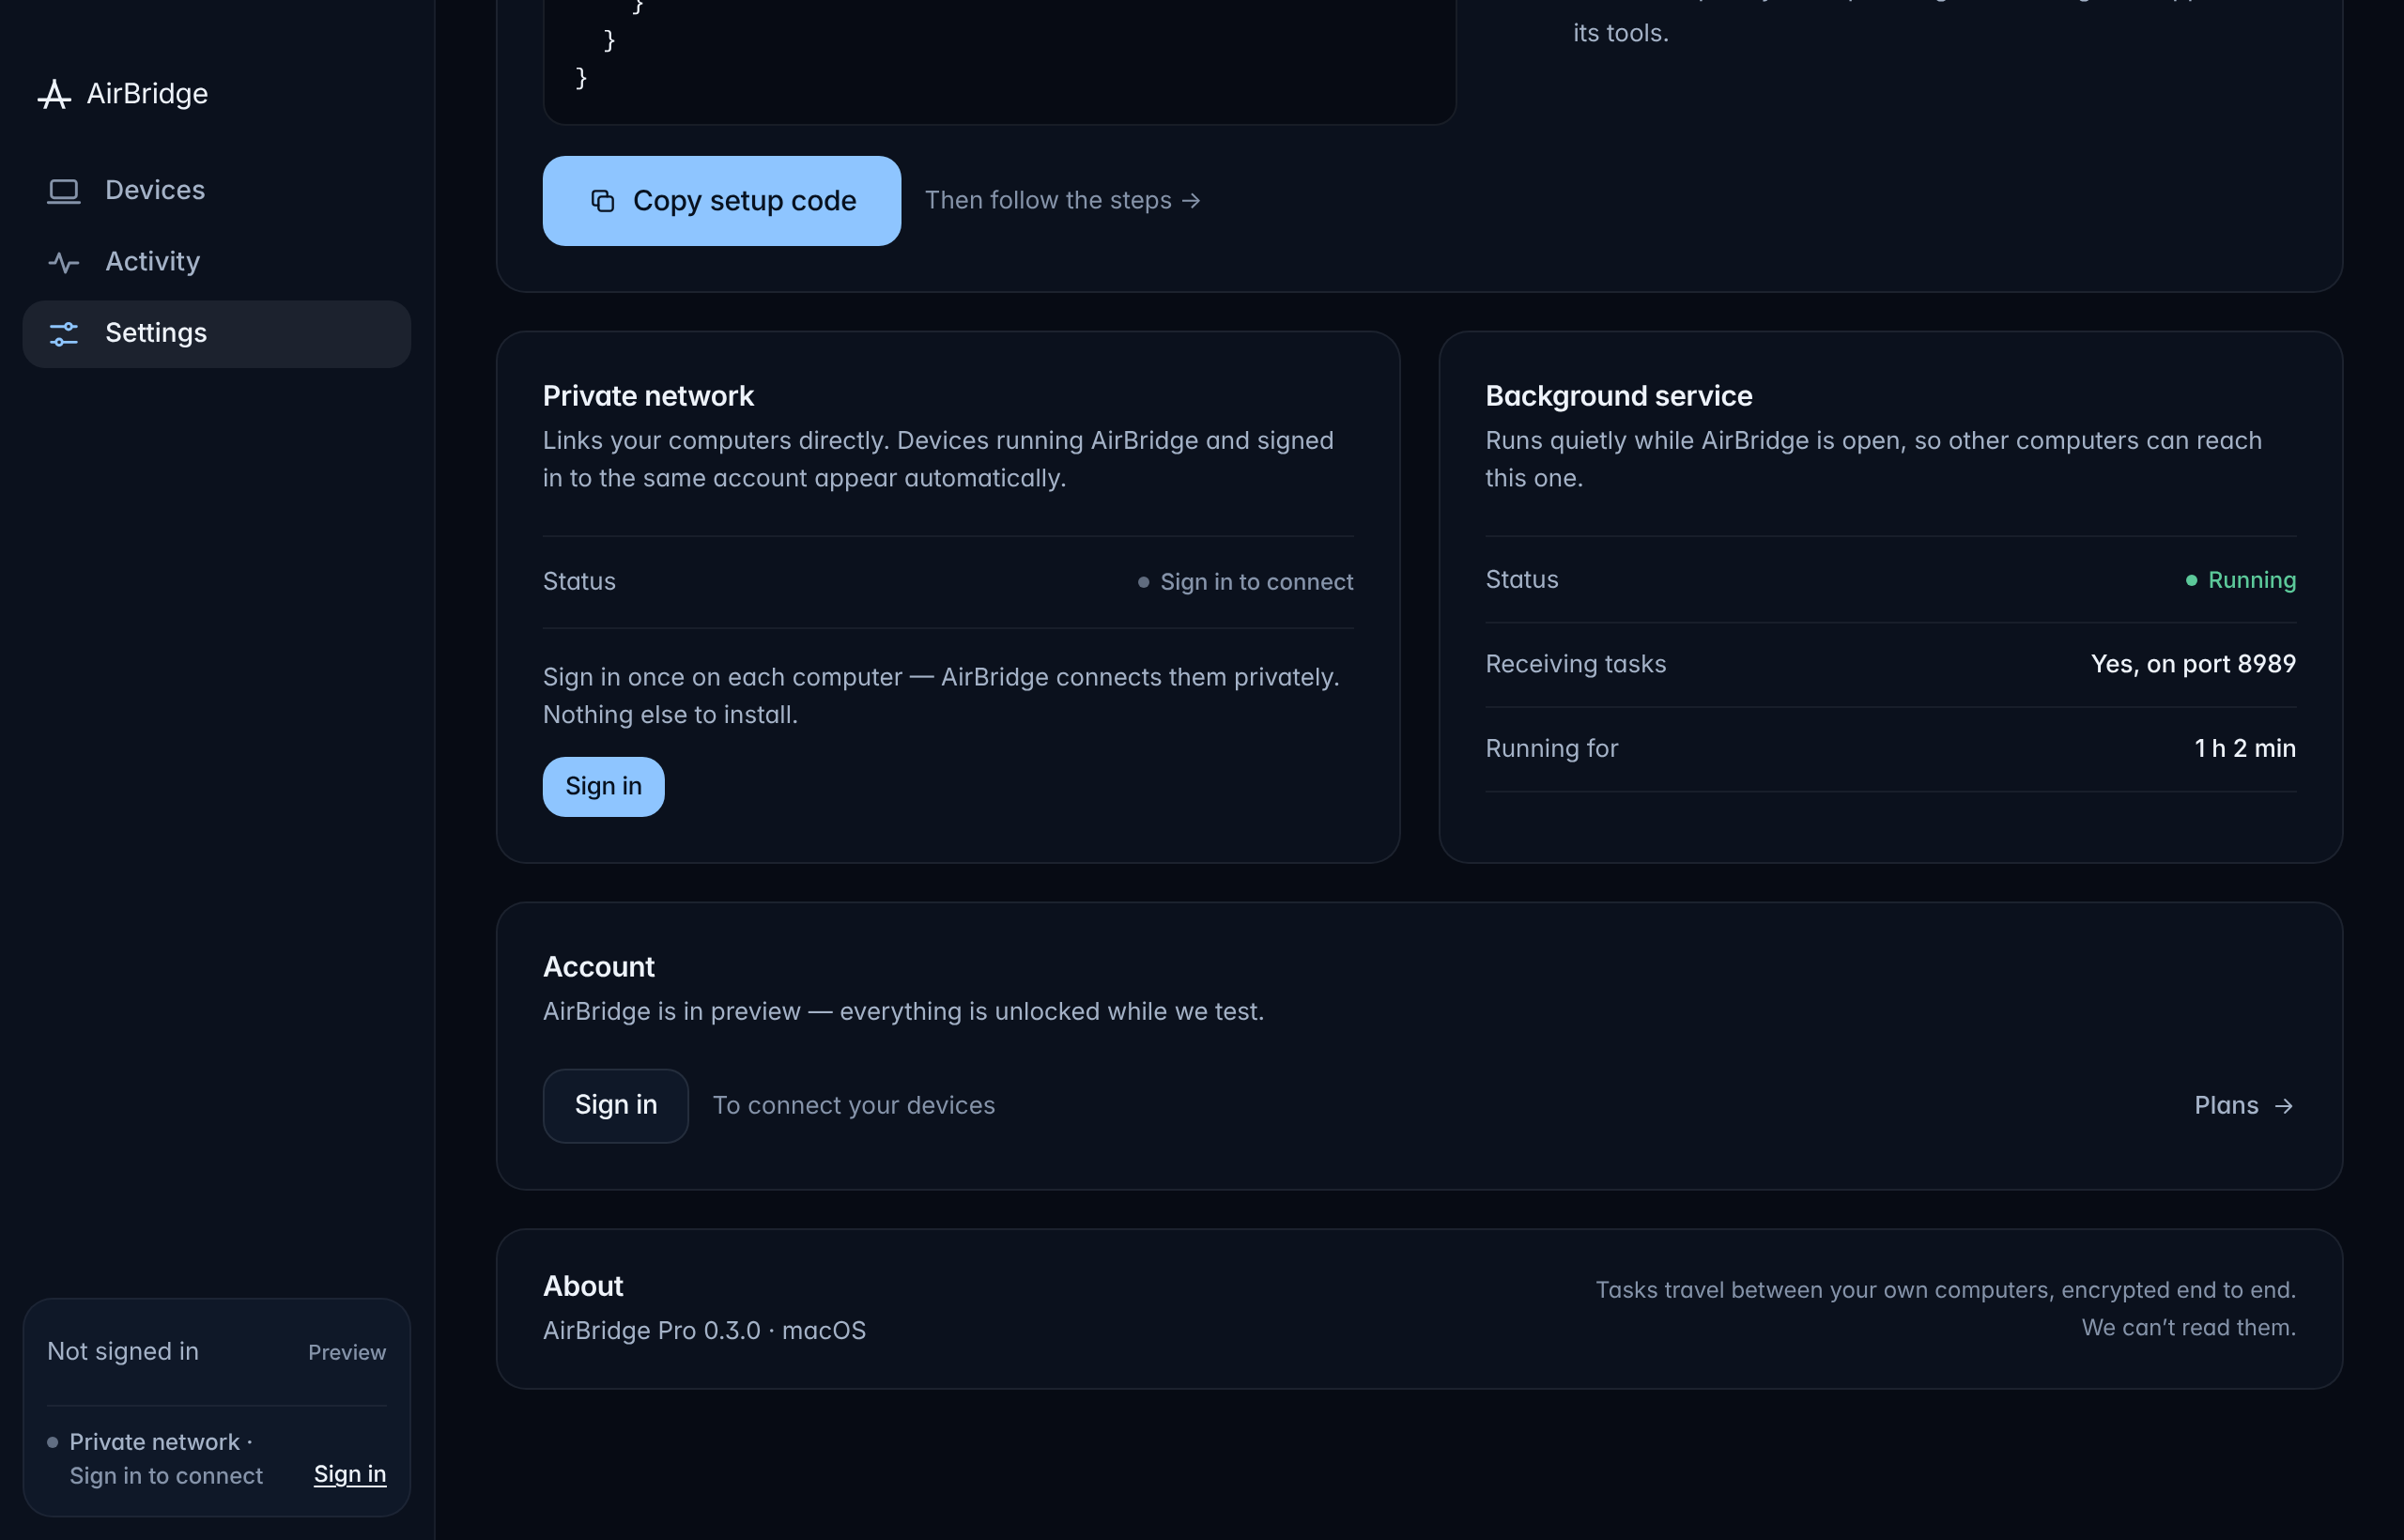 }
}
}
its tools.
AirBridge
Devices
Activity
Settings
Copy setup code
Then follow the steps →
Private network
Links your computers directly. Devices running AirBridge and signed
in to the same account appear automatically.
Status
Sign in to connect
Sign in once on each computer — AirBridge connects them privately.
Nothing else to install.
Sign in
Background service
Runs quietly while AirBridge is open, so other computers can reach
this one.
Status
Running
Receiving tasks
Yes, on port 8989
Running for
1 h 2 min
Account
AirBridge is in preview — everything is unlocked while we test.
Sign in
To connect your devices
Plans →
About
AirBridge Pro 0.3.0 · macOS
Tasks travel between your own computers, encrypted end to end.
We can’t read them.
Not signed in
Preview
Private network ·
Sign in to connect
Sign in